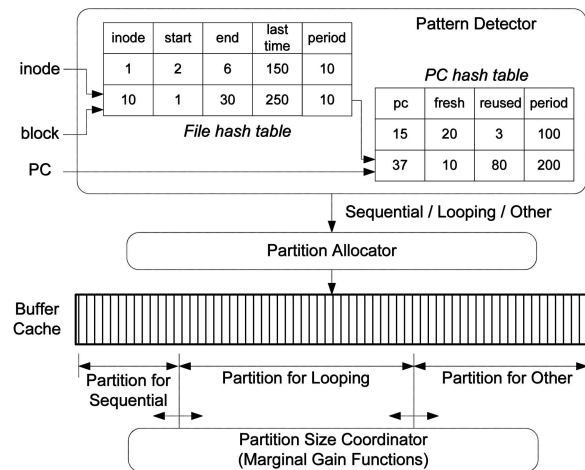 Pattern Detector
inode start end last time period
1 2 6 150 10
10 1 30 250 10
File hash table
inode
block
PC
PC hash table
pc fresh reused period
15 20 3 100
37 10 80 200
Sequential / Looping / Other
Partition Allocator
Buffer
Cache
Partition for
Sequential
Partition for Looping
Partition for Other
Partition Size Coordinator
(Marginal Gain Functions)